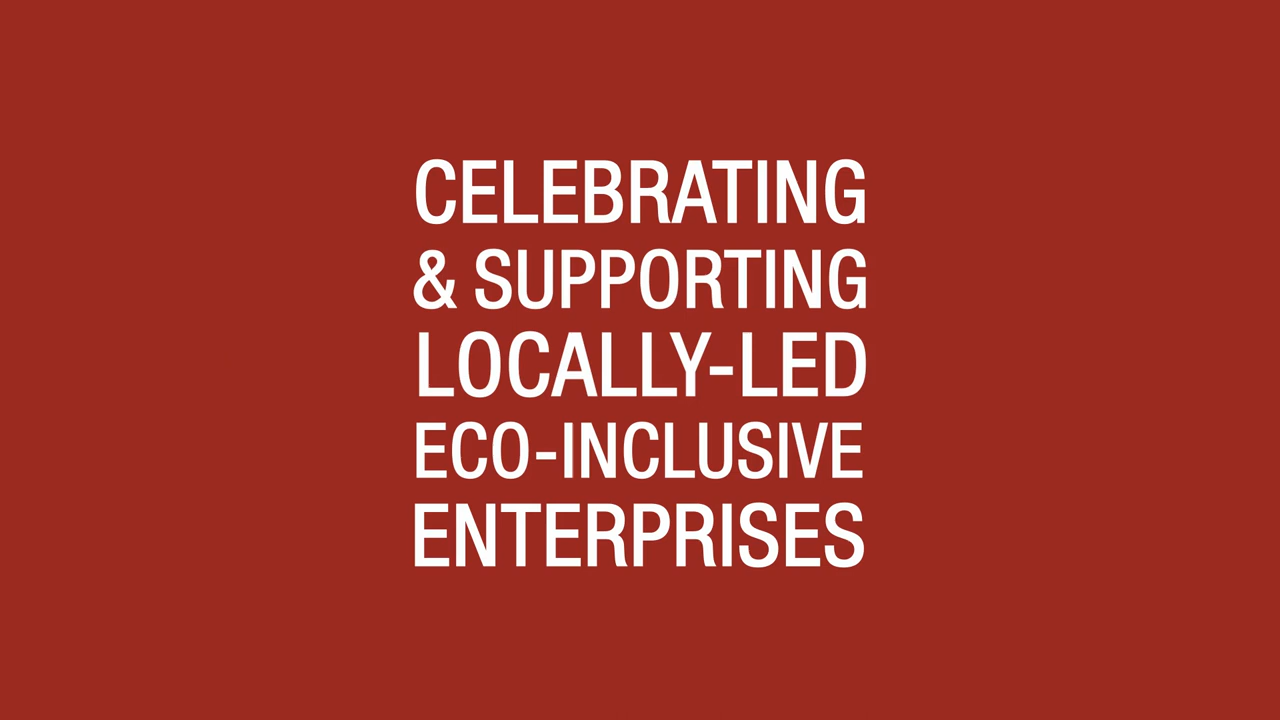 CELEBRATING
& SUPPORTING
LOCALLY-LED
ECO-INCLUSIVE
ENTERPRISES